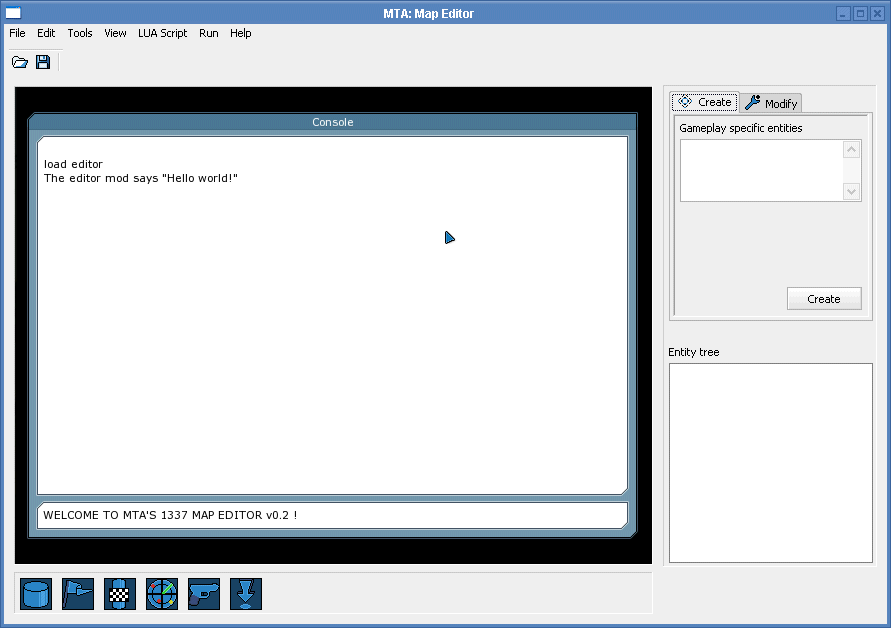 MTA: Map Editor
File Edit Tools View LUA Script Run Help
Console
load editor
The editor mod says "Hello world!"
WELCOME TO MTA'S 1337 MAP EDITOR v0.2 !
Create Modify
Gameplay specific entities
Create
Entity tree